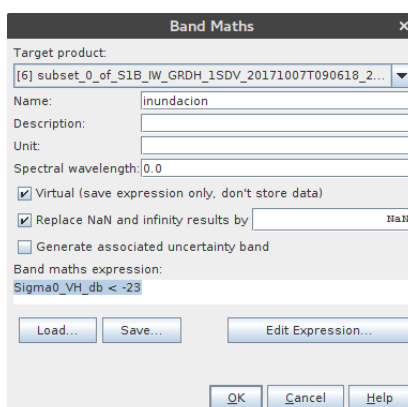 Band Maths
Target product:
[6] subset_0_of_S1B_IW_GRDH_1SDV_20171007T090618_2...
Name: inundacion
Description:
Unit:
Spectral wavelength: 0.0
Virtual (save expression only, don't store data)
Replace NaN and infinity results by NaN
Generate associated uncertainty band
Band maths expression:
Sigma0_VH_db < -23
Load... Save... Edit Expression...
OK Cancel Help